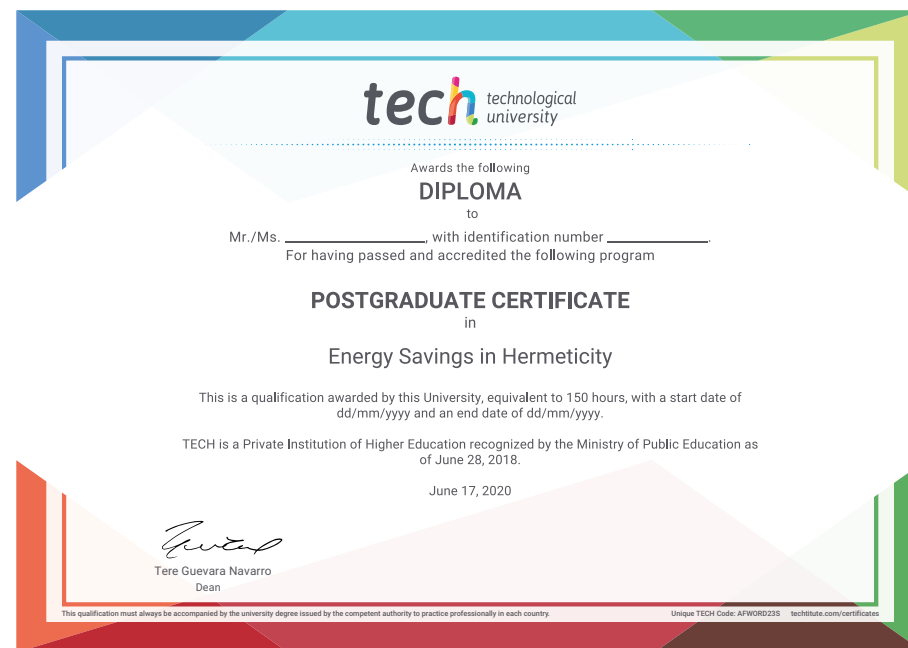 tech technological
university
Awards the following
DIPLOMA
to
Mr./Ms. ____________________, with identification number ______________.
For having passed and accredited the following program
POSTGRADUATE CERTIFICATE
in
Energy Savings in Hermeticity
This is a qualification awarded by this University, equivalent to 150 hours, with a start date of
dd/mm/yyyy and an end date of dd/mm/yyyy.
TECH is a Private Institution of Higher Education recognized by the Ministry of Public Education as
of June 28, 2018.
June 17, 2020
Tere Guevara Navarro
Dean
This qualification must always be accompanied by the university degree issued by the competent authority to practice professionally in each country. Unique TECH Code: AFWORD23S techtitute.com/certificates